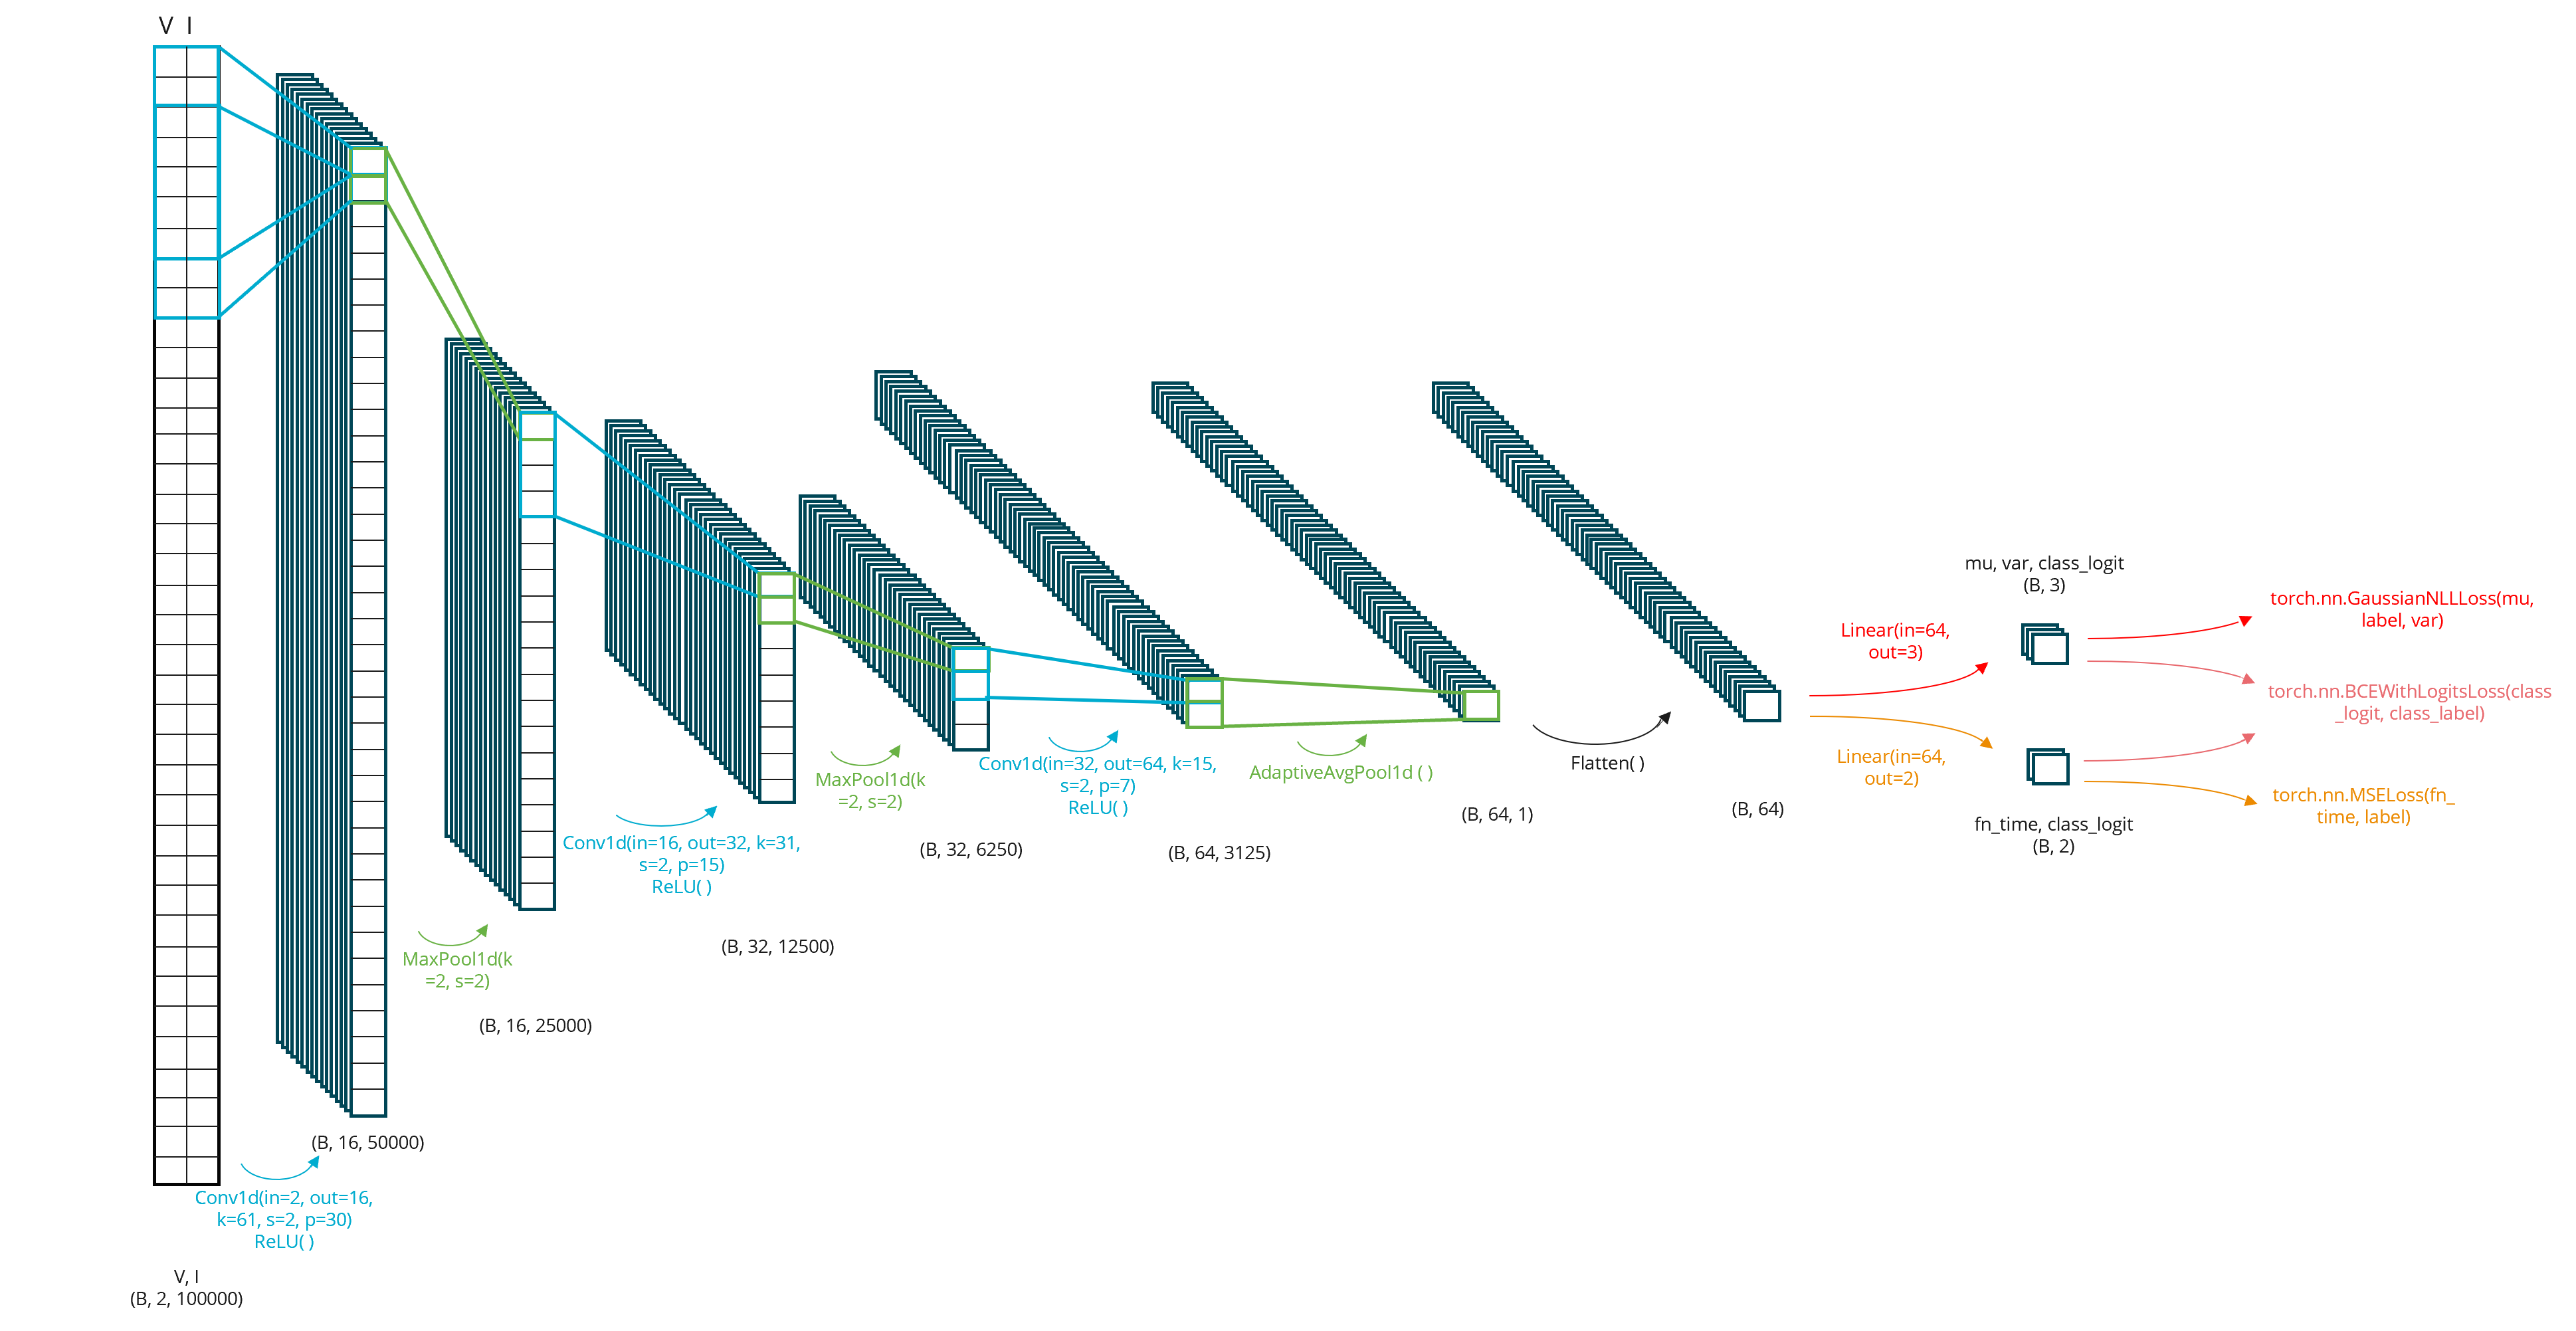 V I
Conv1d(in=2, out=16,
k=61, s=2, p=30)
ReLU( )
V, I
(B, 2, 100000)
(B, 16, 50000)
MaxPool1d(k
=2, s=2)
(B, 16, 25000)
Conv1d(in=16, out=32, k=31,
s=2, p=15)
ReLU( )
(B, 32, 12500)
MaxPool1d(k
=2, s=2)
(B, 32, 6250)
Conv1d(in=32, out=64, k=15,
s=2, p=7)
ReLU( )
(B, 64, 3125)
AdaptiveAvgPool1d ( )
(B, 64, 1)
Flatten( )
(B, 64)
Linear(in=64,
out=3)
Linear(in=64,
out=2)
mu, var, class_logit
(B, 3)
fn_time, class_logit
(B, 2)
torch.nn.GaussianNLLLoss(mu,
label, var)
torch.nn.BCEWithLogitsLoss(class
_logit, class_label)
torch.nn.MSELoss(fn_
time, label)